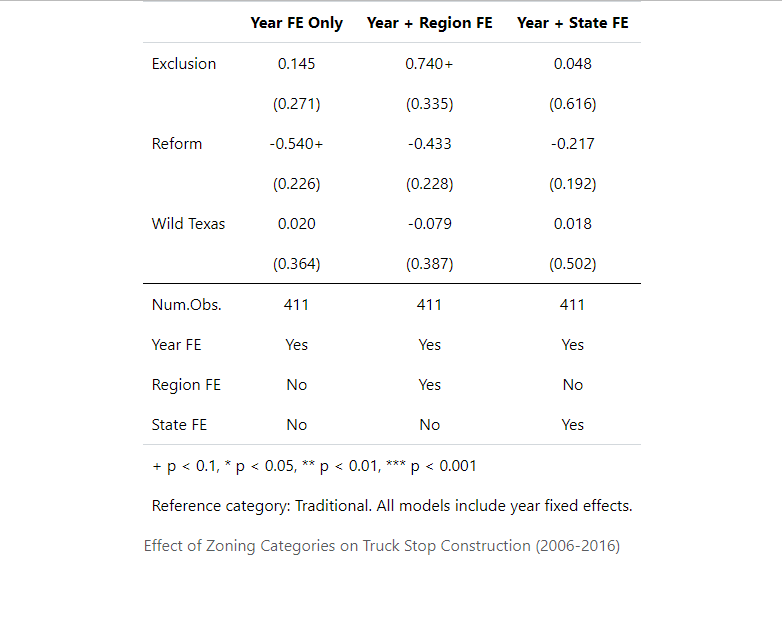 Year FE Only Year + Region FE Year + State FE
Exclusion 0.145 0.740+ 0.048
(0.271) (0.335) (0.616)
Reform -0.540+ -0.433 -0.217
(0.226) (0.228) (0.192)
Wild Texas 0.020 -0.079 0.018
(0.364) (0.387) (0.502)
Num.Obs. 411 411 411
Year FE Yes Yes Yes
Region FE No Yes No
State FE No No Yes
+ p < 0.1, * p < 0.05, ** p < 0.01, *** p < 0.001
Reference category: Traditional. All models include year fixed effects.
Effect of Zoning Categories on Truck Stop Construction (2006-2016)